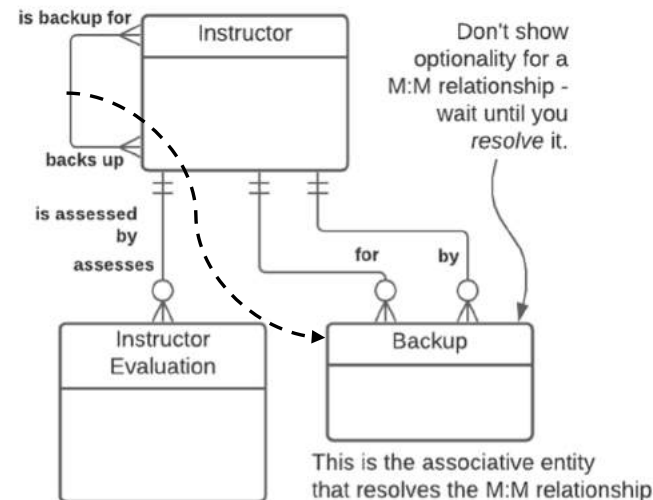 is backup for
Instructor
Don't show
optionality for a
M:M relationship -
wait until you
resolve it.
backs up
is assessed
by
assesses
for
by
Instructor
Evaluation
Backup
This is the associative entity
that resolves the M:M relationship